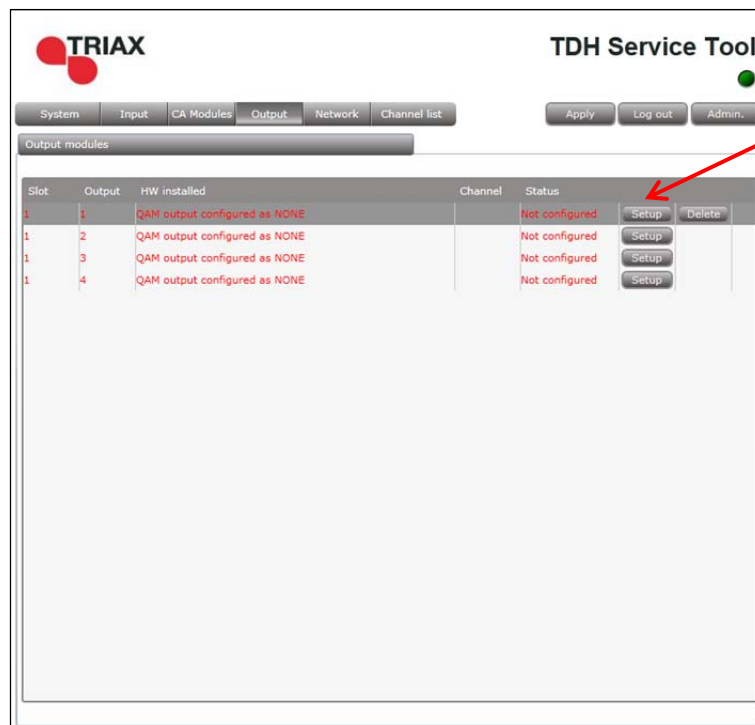 TRIAX
TDH Service Tool
System Input CA Modules Output Network Channel list Apply Log out Admin.
Output modules
Slot Output HW installed Channel Status
1 1 QAM output configured as NONE Not configured Setup Delete
1 2 QAM output configured as NONE Not configured Setup
1 3 QAM output configured as NONE Not configured Setup
1 4 QAM output configured as NONE Not configured Setup